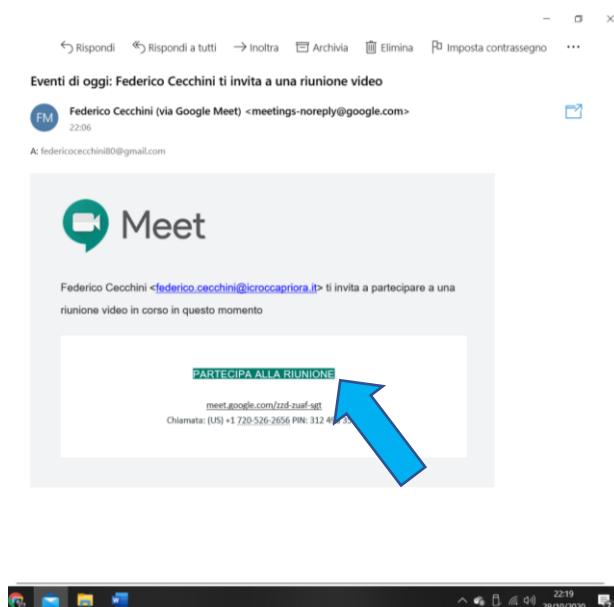 Rispondi Rispondi a tutti Inoltra Archivia Elimina Imposta contrassegno ...
Eventi di oggi: Federico Cecchini ti invita a una riunione video
FM
Federico Cecchini (via Google Meet) <meetings-noreply@google.com>
22:06
A: federicocecchini80@gmail.com
Meet
Federico Cecchini <federico.cecchini@icroccapriora.it> ti invita a partecipare a una
riunione video in corso in questo momento
PARTECIPA ALLA RIUNIONE
meet.google.com/zzd-zuaf-sgt
Chiamata: (US) +1 720-526-2656 PIN: 312
22:19
29/10/2020